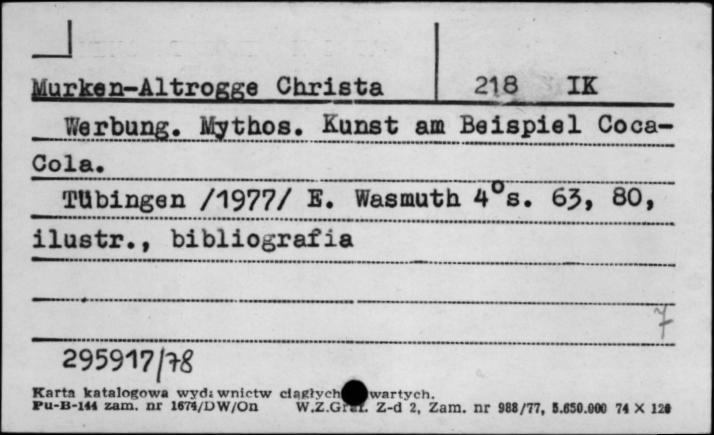 Murken-Altrogge Christa 218 IK
Werbung. Mythos. Kunst am Beispiel Coca-
Cola.
Tübingen /1977/ E. Wasmuth 4°s. 63, 80,
ilustr., bibliografia
7
295917/78
Karta katalogowa wydawnictw ciągłych wartych.
Pu-B-144 zam. nr 1674/DW/On W.Z.Graf. Z-d 2, Zam. nr 988/77, 5.650.000 74 X 120